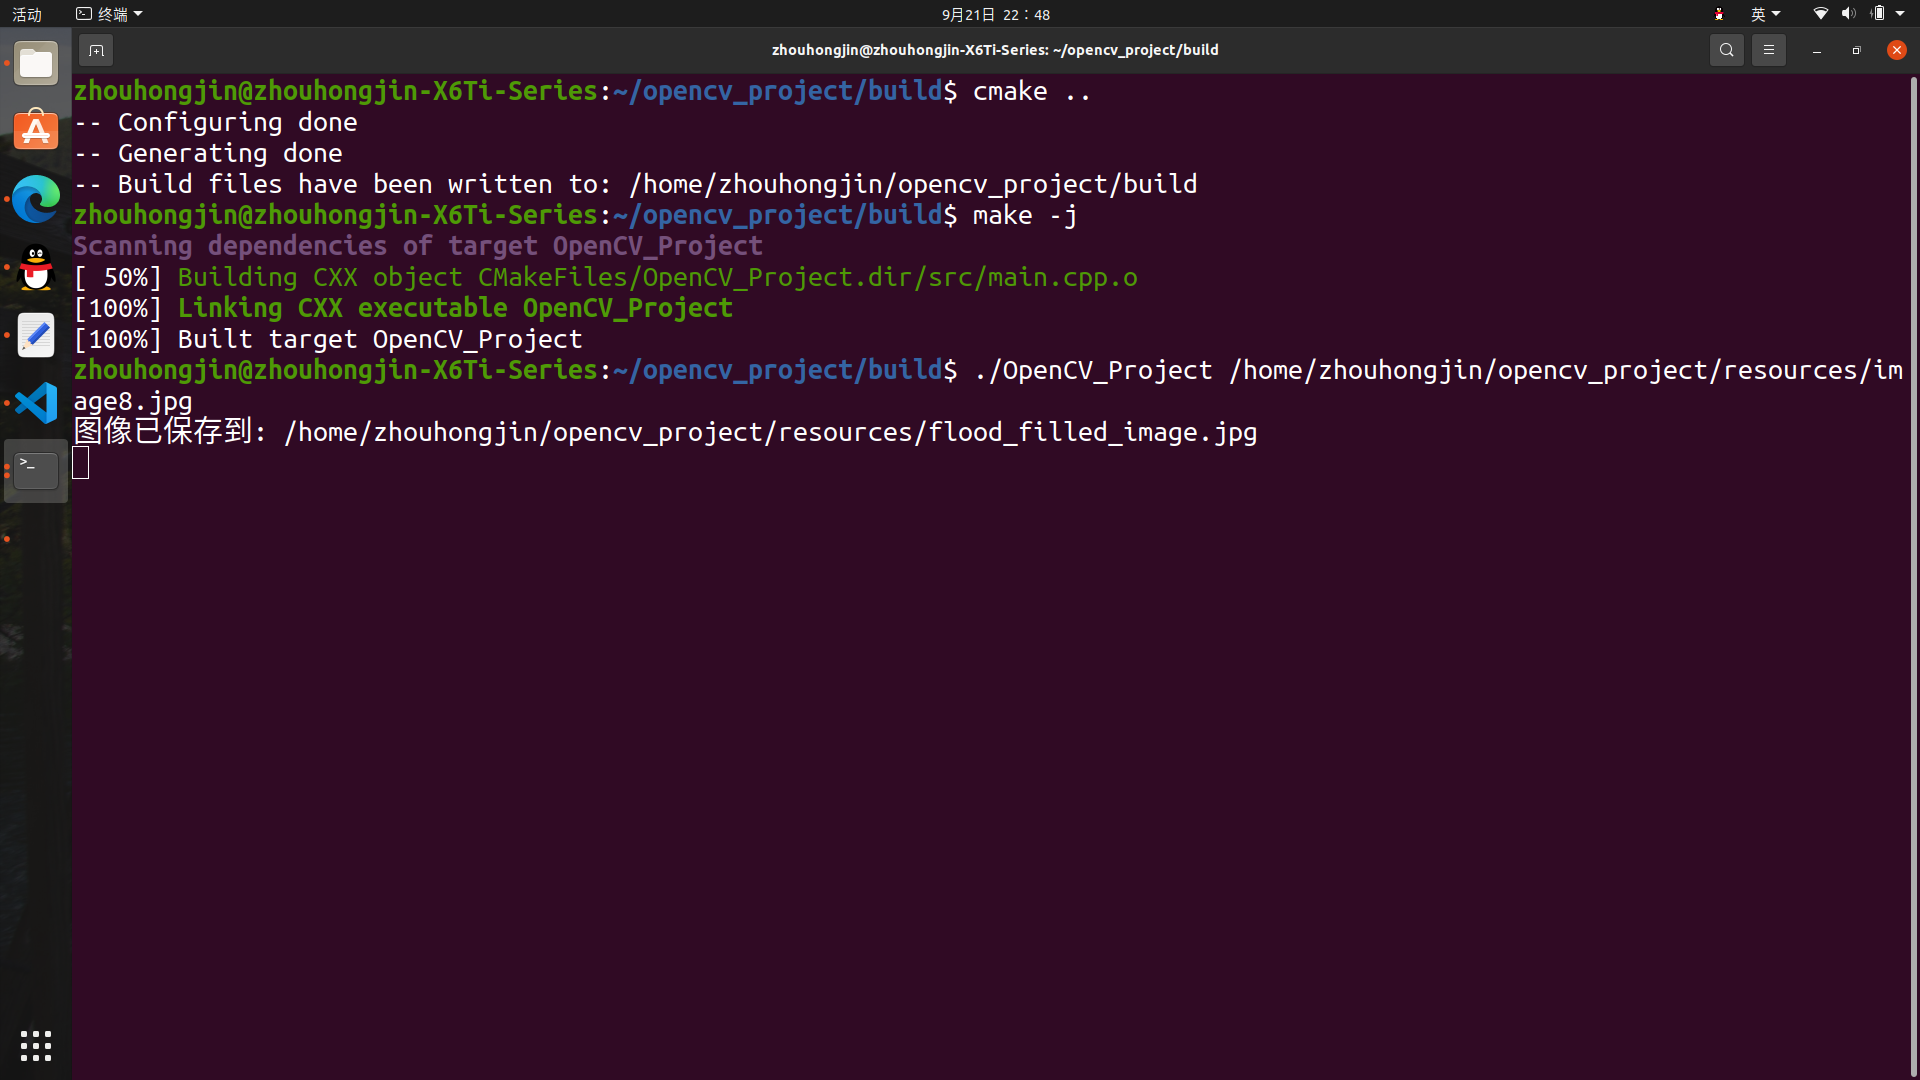 活动 终端 9月21日 22：48 英
zhouhongjin@zhouhongjin-X6Ti-Series: ~/opencv_project/build
zhouhongjin@zhouhongjin-X6Ti-Series:~/opencv_project/build$ cmake ..
-- Configuring done
-- Generating done
-- Build files have been written to: /home/zhouhongjin/opencv_project/build
zhouhongjin@zhouhongjin-X6Ti-Series:~/opencv_project/build$ make -j
Scanning dependencies of target OpenCV_Project
[ 50%] Building CXX object CMakeFiles/OpenCV_Project.dir/src/main.cpp.o
[100%] Linking CXX executable OpenCV_Project
[100%] Built target OpenCV_Project
zhouhongjin@zhouhongjin-X6Ti-Series:~/opencv_project/build$ ./OpenCV_Project /home/zhouhongjin/opencv_project/resources/im
age8.jpg
图像已保存到: /home/zhouhongjin/opencv_project/resources/flood_filled_image.jpg